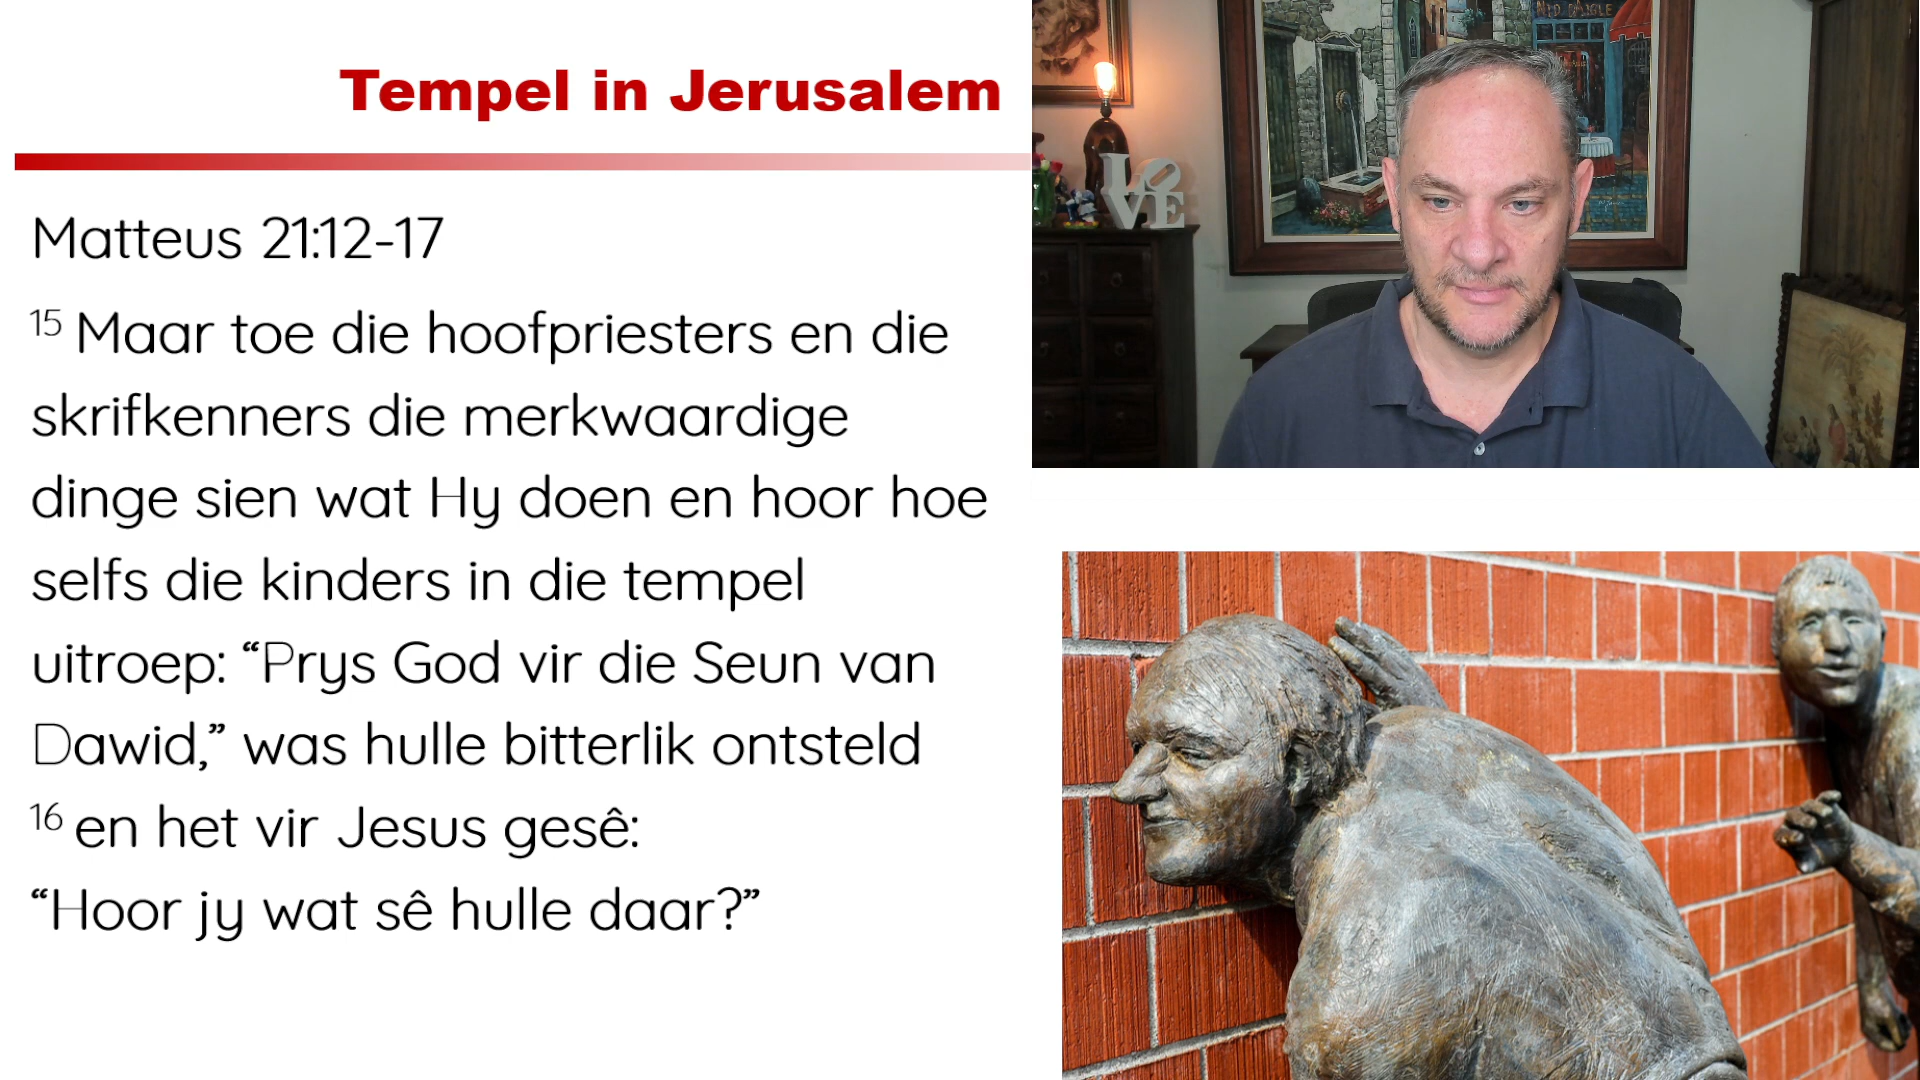 Tempel in Jerusalem
Matteus 21:12-17
15 Maar toe die hoofpriesters en die
skrifkenners die merkwaardige
dinge sien wat Hy doen en hoor hoe
selfs die kinders in die tempel
uitroep: “Prys God vir die Seun van
Dawid,” was hulle bitterlik ontsteld
16 en het vir Jesus gesê:
“Hoor jy wat sê hulle daar?”
LO
VE